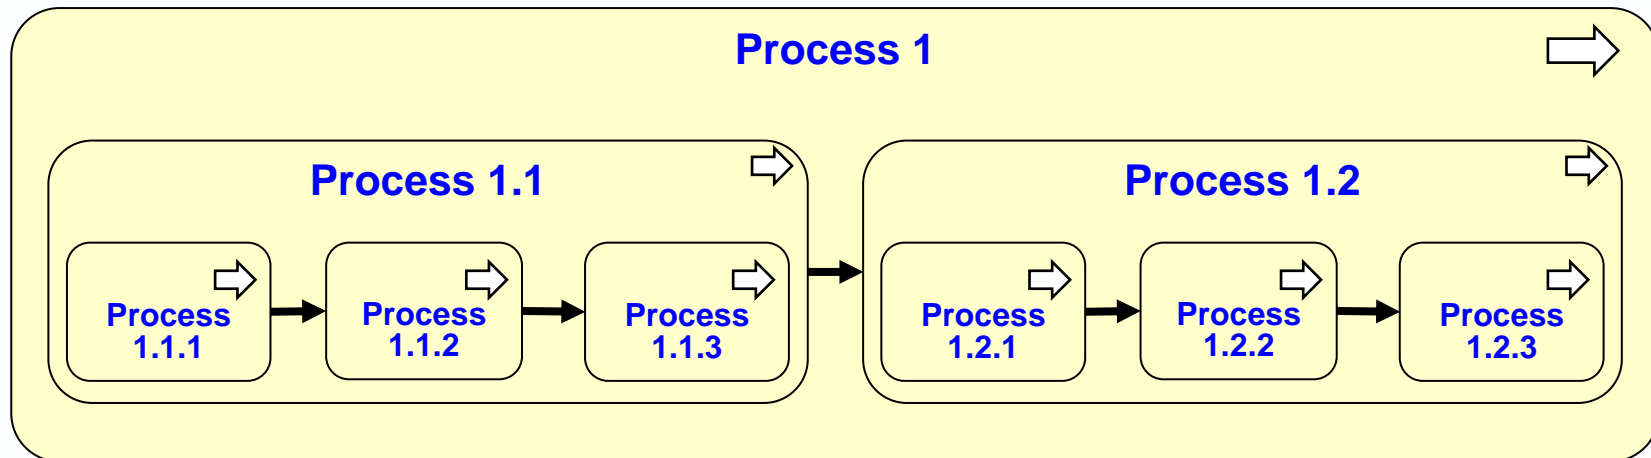 Process 1
Process 1.1
Process 1.2
Process
1.1.1
Process
1.1.2
Process
1.1.3
Process
1.2.1
Process
1.2.2
Process
1.2.3